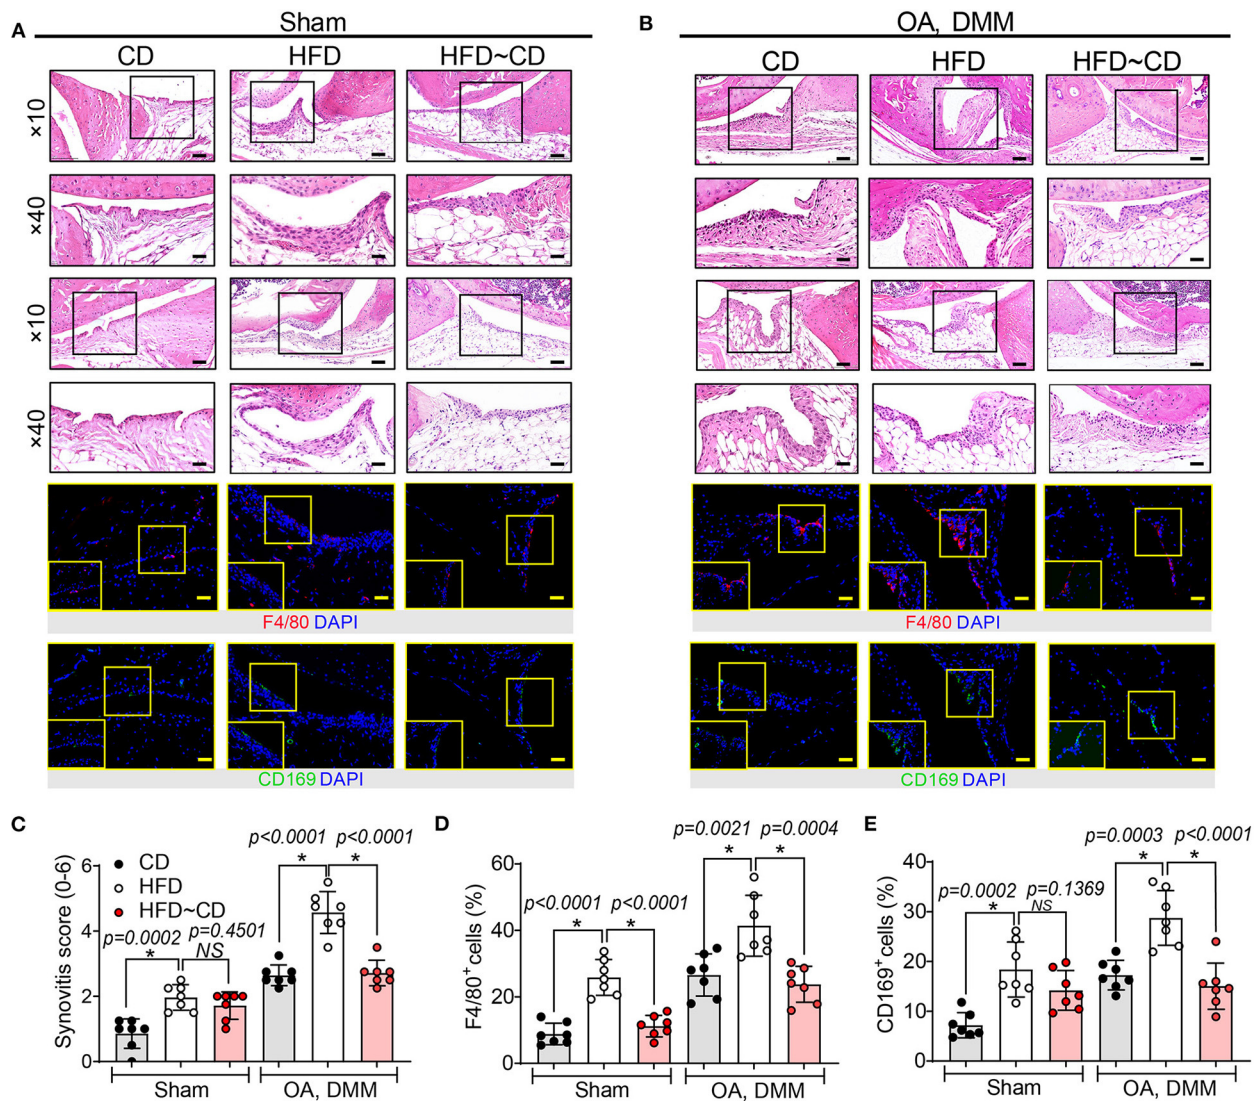 A Sham
CD HFD HFD~CD
×10
×40
×10
×40
F4/80 DAPI
CD169 DAPI
B OA, DMM
CD HFD HFD~CD
F4/80 DAPI
CD169 DAPI
C
p<0.0001 p<0.0001
* *
CD
HFD
HFD~CD
p=0.0002 p=0.4501
* NS
Synovitis score (0-6)
6
4
2
0
Sham OA, DMM
D
p=0.0021 p=0.0004
* *
p<0.0001 p<0.0001
* *
F4/80+ cells (%)
60
40
20
0
Sham OA, DMM
E
p=0.0003 p<0.0001
* *
p=0.0002 p=0.1369
* NS
CD169+ cells (%)
40
30
20
10
0
Sham OA, DMM